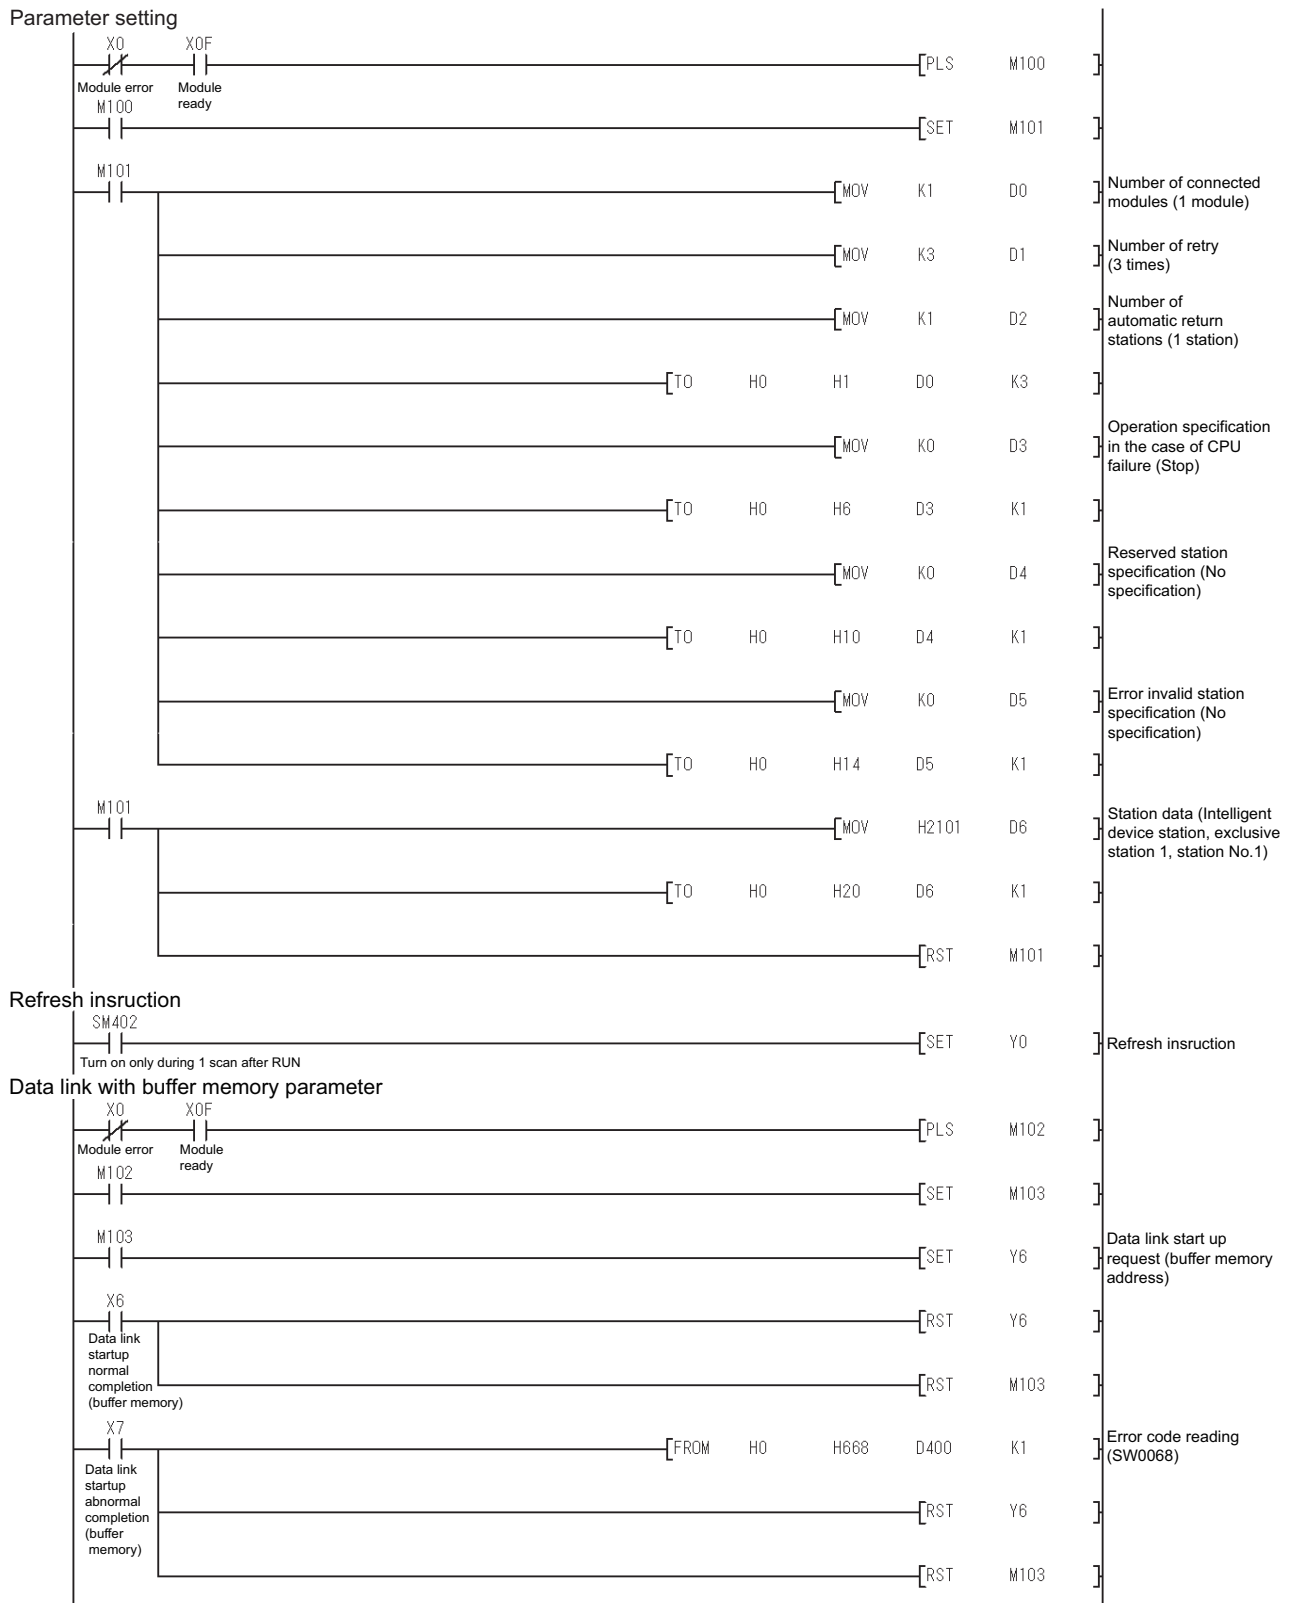 Parameter setting
X0 X0F
[PLS M100 ]
Module error Module
ready
M100
[SET M101 ]
M101
[MOV K1 D0 ] Number of connected
modules (1 module)
[MOV K3 D1 ] Number of retry
(3 times)
Number of
[MOV K1 D2 ] automatic return
stations (1 station)
[TO H0 H1 D0 K3 ]
Operation specification
[MOV K0 D3 ] in the case of CPU
failure (Stop)
[TO H0 H6 D3 K1 ]
Reserved station
[MOV K0 D4 ] specification (No
specification)
[TO H0 H10 D4 K1 ]
[MOV K0 D5 ] Error invalid station
specification (No
specification)
[TO H0 H14 D5 K1 ]
M101
Station data (Intelligent
[MOV H2101 D6 ] device station, exclusive
station 1, station No.1)
[TO H0 H20 D6 K1 ]
[RST M101 ]
Refresh insruction
SM402
[SET Y0 ] Refresh insruction
Turn on only during 1 scan after RUN
Data link with buffer memory parameter
X0 X0F
[PLS M102 ]
Module error Module
ready
M102
[SET M103 ]
M103
Data link start up
[SET Y6 ] request (buffer memory
address)
X6
[RST Y6 ]
Data link
startup
normal
completion
(buffer memory)
[RST M103 ]
X7
[FROM H0 H668 D400 K1 ] Error code reading
(SW0068)
Data link
startup
abnormal
completion
(buffer
memory)
[RST Y6 ]
[RST M103 ]